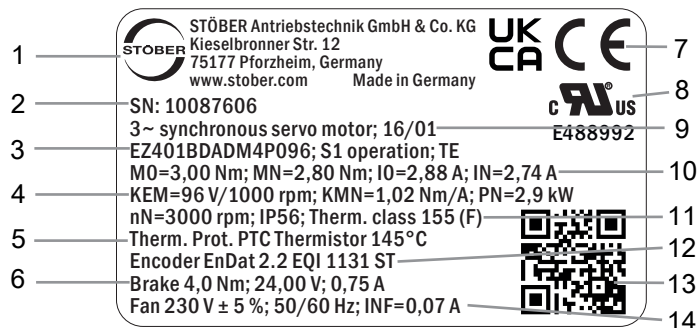 STÖBER
STÖBER Antriebstechnik GmbH & Co. KG
Kieselbronner Str. 12
75177 Pforzheim, Germany
www.stober.com Made in Germany
UK
CA
CE
SN: 10087606
c RU® US
E488992
3~ synchronous servo motor; 16/01
EZ401BDADM4P096; S1 operation; TE
M0=3,00 Nm; MN=2,80 Nm; I0=2,88 A; IN=2,74 A
KEM=96 V/1000 rpm; KMN=1,02 Nm/A; PN=2,9 kW
nN=3000 rpm; IP56; Therm. class 155 (F)
Therm. Prot. PTC Thermistor 145°C
Encoder EnDat 2.2 EQI 1131 ST
Brake 4,0 Nm; 24,00 V; 0,75 A
Fan 230 V ± 5 %; 50/60 Hz; INF=0,07 A
1
2
3
4
5
6
7
8
9
10
11
12
13
14